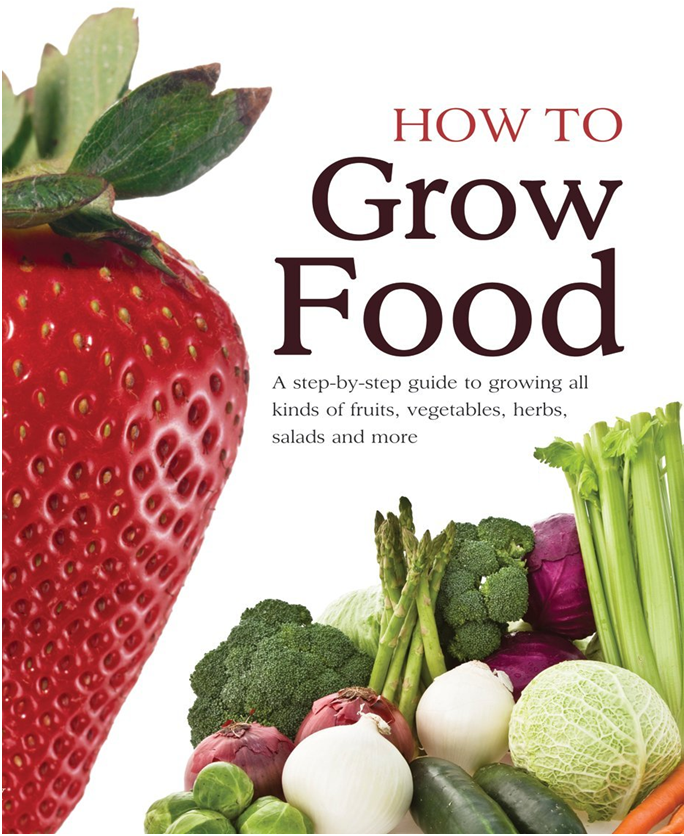 HOW TO
Grow
Food
A step-by-step guide to growing all
kinds of fruits, vegetables, herbs,
salads and more